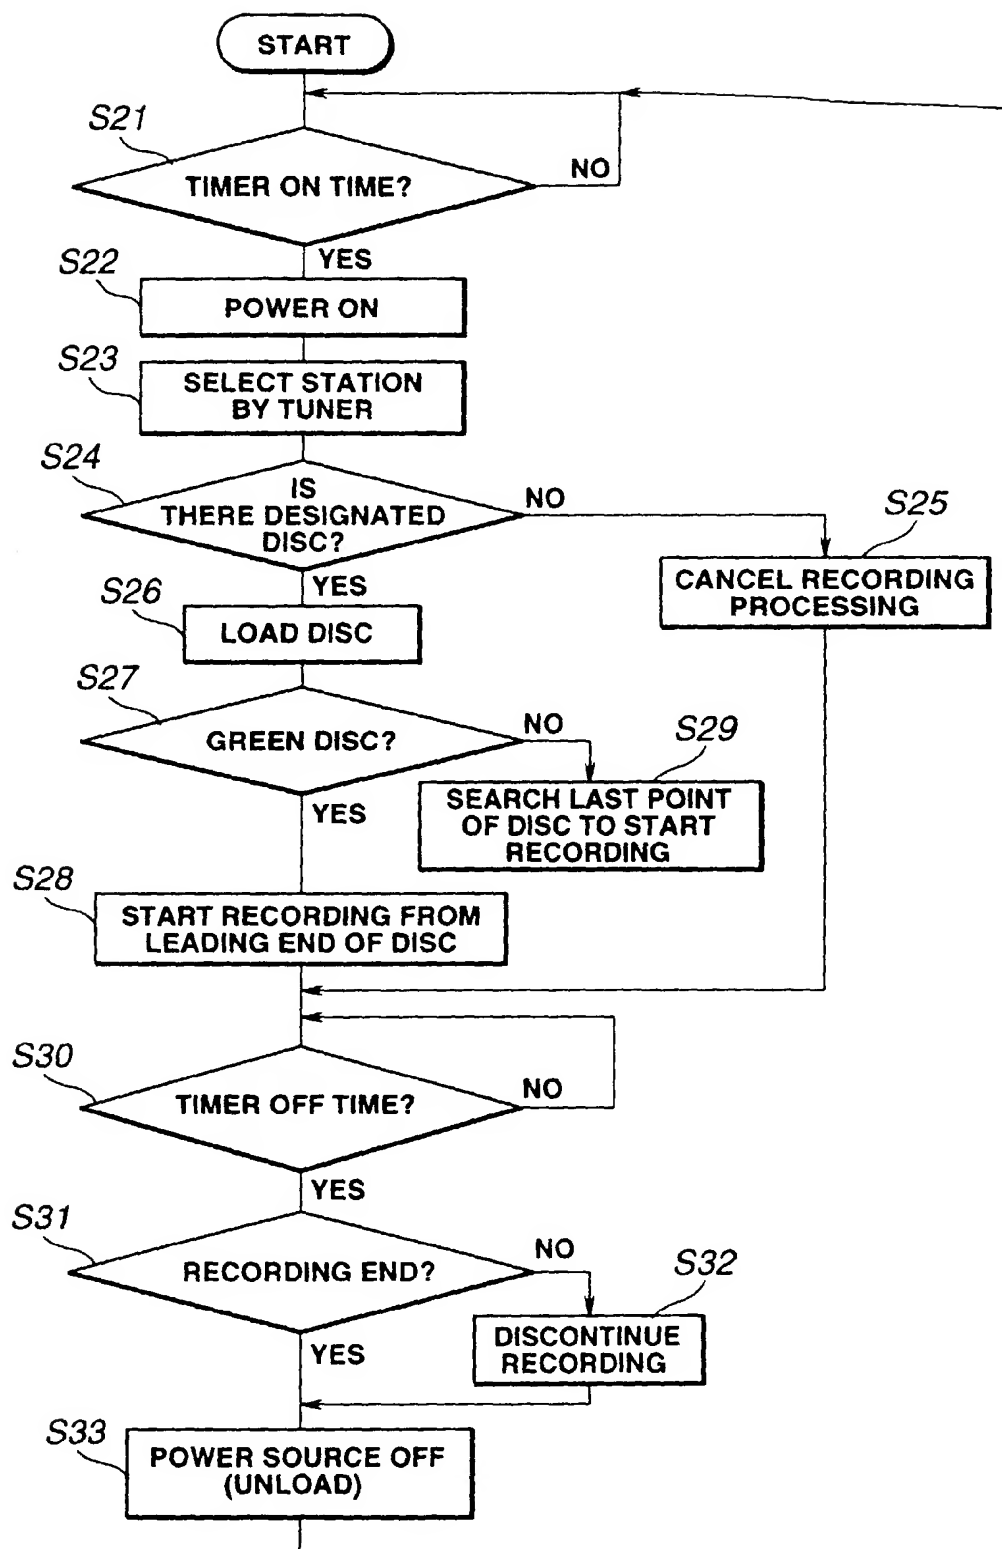 START
S21
TIMER ON TIME?
NO
YES
S22
POWER ON
S23
SELECT STATION
BY TUNER
S24
IS
THERE DESIGNATED
DISC?
NO
YES
S25
CANCEL RECORDING
PROCESSING
S26
LOAD DISC
S27
GREEN DISC?
NO
YES
S29
SEARCH LAST POINT
OF DISC TO START
RECORDING
S28
START RECORDING FROM
LEADING END OF DISC
S30
TIMER OFF TIME?
NO
YES
S31
RECORDING END?
NO
YES
S32
DISCONTINUE
RECORDING
S33
POWER SOURCE OFF
(UNLOAD)